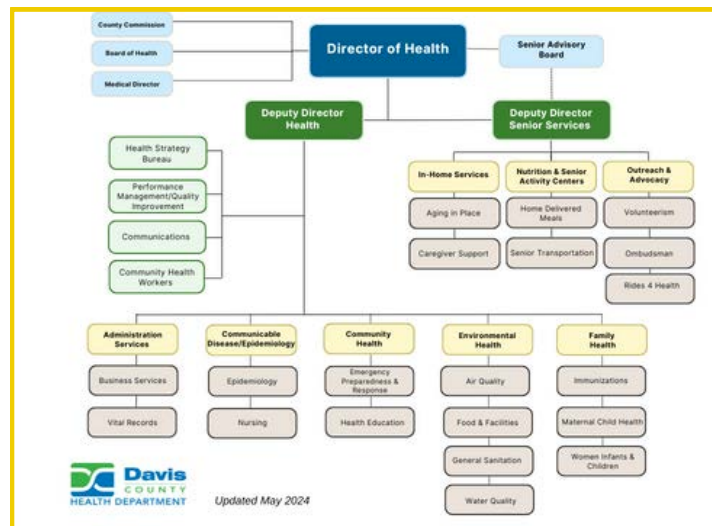 County Commission
Board of Health
Medical Director
Director of Health
Senior Advisory
Board
Deputy Director
Health
Deputy Director
Senior Services
Health Strategy
Bureau
Performance
Management/Quality
Improvement
Communications
Community Health
Workers
In-Home Services
Nutrition & Senior
Activity Centers
Outreach &
Advocacy
Aging in Place
Home Delivered
Meals
Volunteerism
Caregiver Support
Senior Transportation
Ombudsman
Rides 4 Health
Administration
Services
Communicable
Disease/Epidemiology
Community
Health
Environmental
Health
Family
Health
Business Services
Epidemiology
Emergency
Preparedness &
Response
Air Quality
Immunizations
Vital Records
Nursing
Health Education
Food & Facilities
Maternal Child Health
General Sanitation
Women Infants &
Children
Water Quality
Davis
COUNTY
HEALTH DEPARTMENT
Updated May 2024